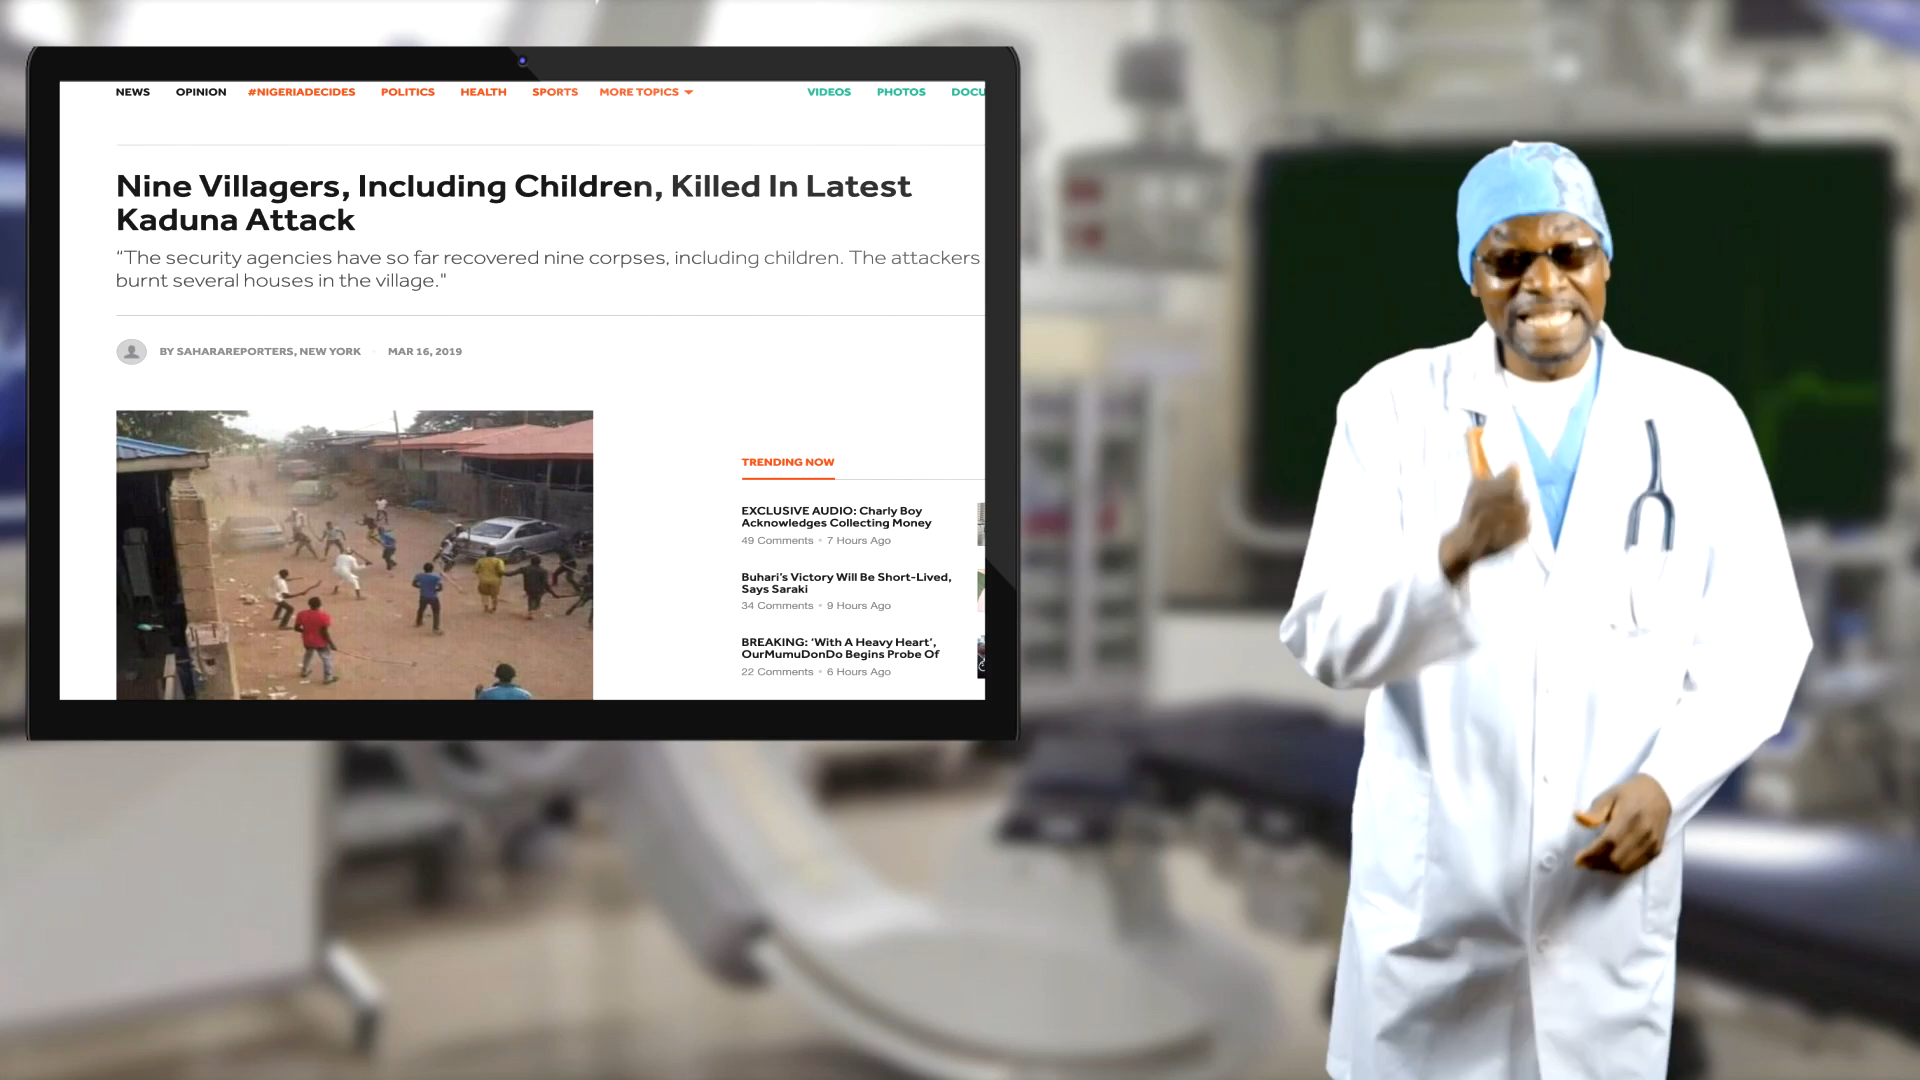 NEWS OPINION #NIGERIADECIDES POLITICS HEALTH SPORTS MORE TOPICS VIDEOS PHOTOS
Nine Villagers, Including Children, Killed In Latest
Kaduna Attack
“The security agencies have so far recovered nine corpses, including children. The attackers
burnt several houses in the village."
BY SAHARAREPORTERS, NEW YORK · MAR 16, 2019
TRENDING NOW
EXCLUSIVE AUDIO: Charly Boy
Acknowledges Collecting Money
49 Comments • 7 Hours Ago
Buhari’s Victory Will Be Short-Lived,
Says Saraki
34 Comments • 9 Hours Ago
BREAKING: ‘With A Heavy Heart’,
OurMumuDonDo Begins Probe Of
22 Comments • 6 Hours Ago